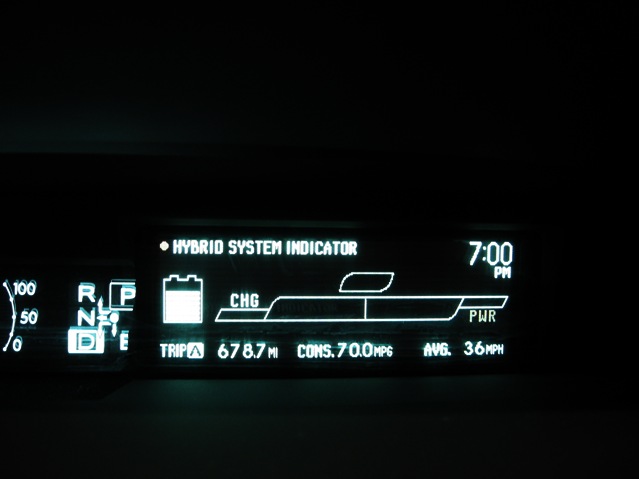 HYBRID SYSTEM INDICATOR
7:00
PM
100
R P
CHG
50
N
PWR
0
D
TRIP A 678.7 MI CONS. 70.0 MPG AVG. 36 MPH